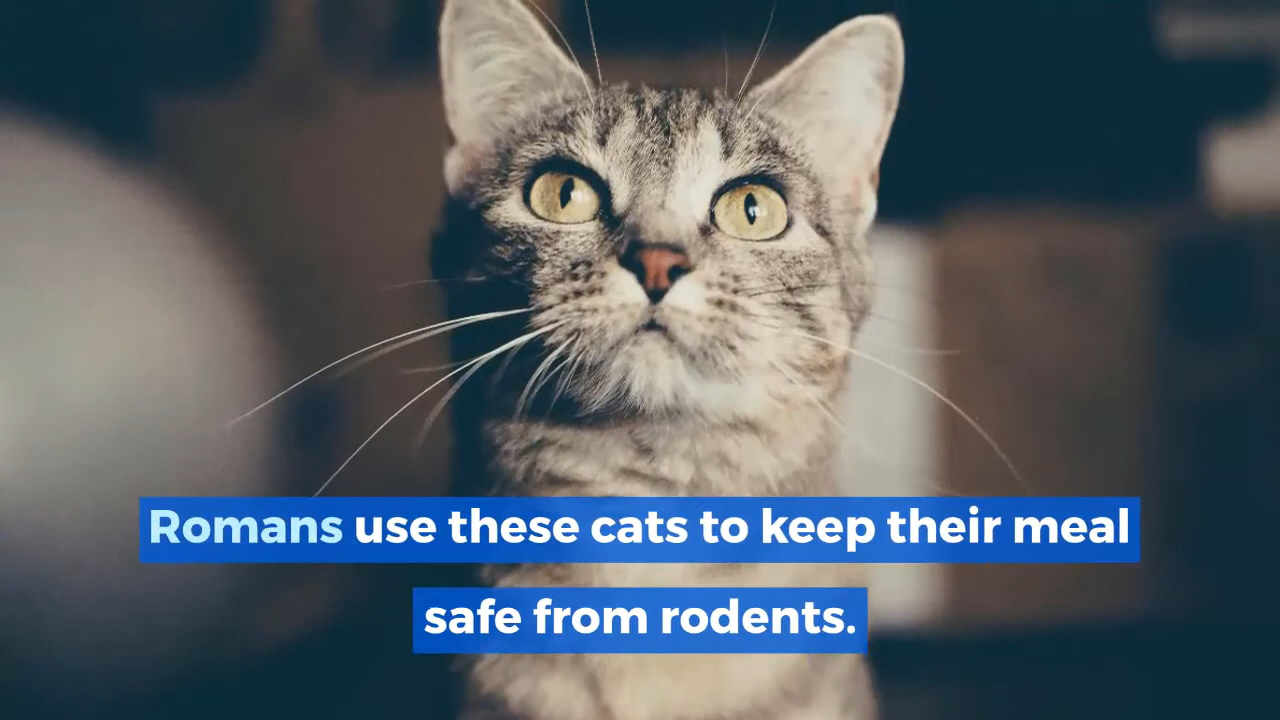 Romans use these cats to keep their meal
safe from rodents.